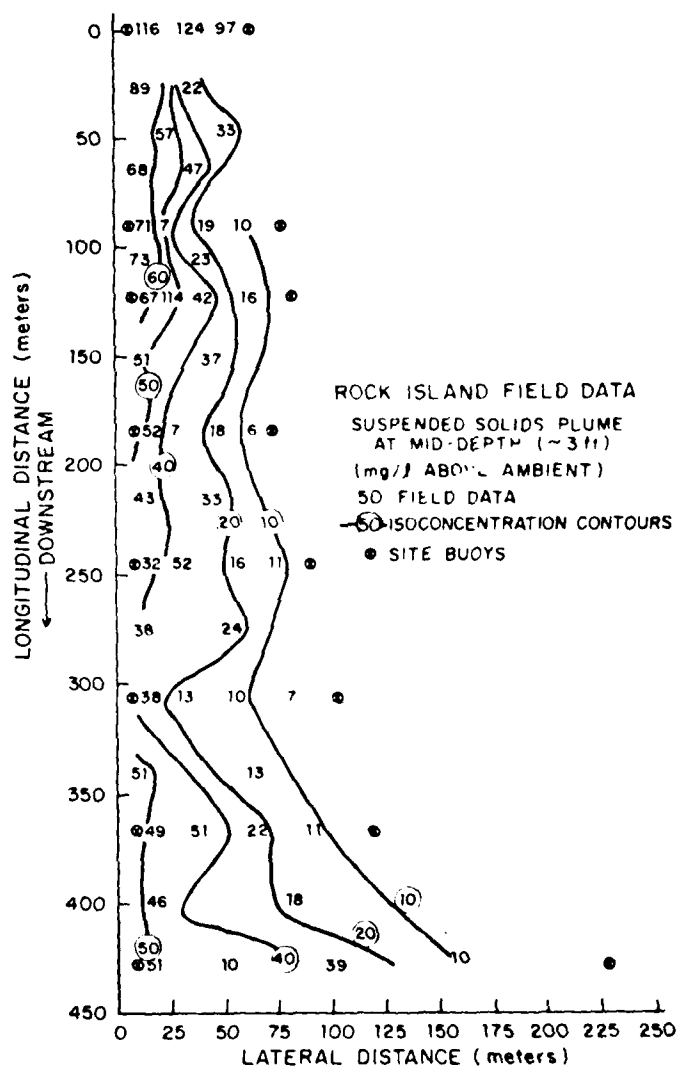 0 116 124 97
89 22
50 57 33
68 47
71 7 19 10
100
73 23
60
67 114 42 16
150 51 37
50
52 7 18 6
40
200
43 33
20 10
32 52 16 11
250
38 24
300
38 13 10 7
51 13
350
49 51 22 11
400 46 18 10
20
50
40 10
51 10 39
450
0 25 50 75 100 125 150 175 200 225 250
LATERAL DISTANCE (meters)
LONGITUDINAL DISTANCE (meters)
DOWNSTREAM
ROCK ISLAND FIELD DATA
SUSPENDED SOLIDS PLUME
AT MID-DEPTH (~3 ft)
(mg/l ABOVE AMBIENT)
50 FIELD DATA
50 ISOCONCENTRATION CONTOURS
SITE BUOYS